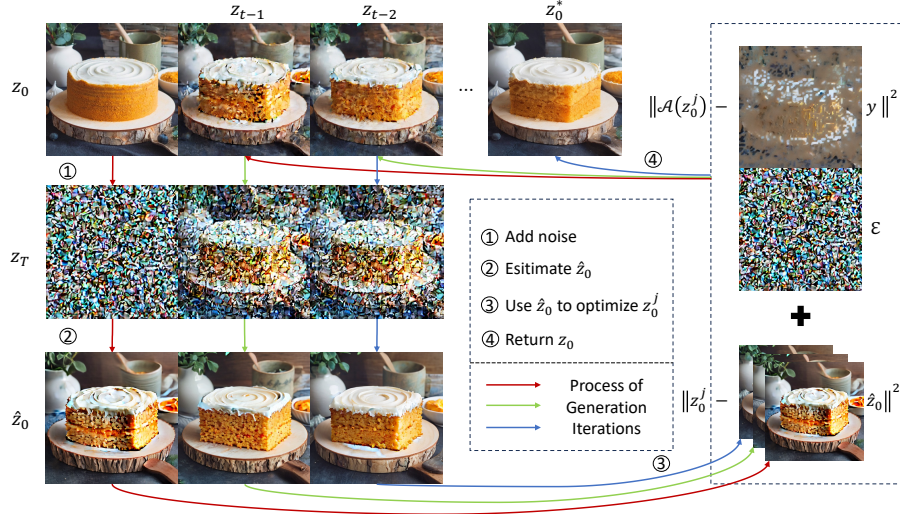 z_{t−1} z_{t−2} z_0^*
z_0 ... ‖𝒜(z_0^j) − y‖^2
① ④
z_T ℰ
① Add noise
② Esitimate ẑ_0
③ Use ẑ_0 to optimize z_0^j
④ Return z_0
② +
Process of
Generation
Iterations
ẑ_0 ‖z_0^j − ẑ_0‖^2
③